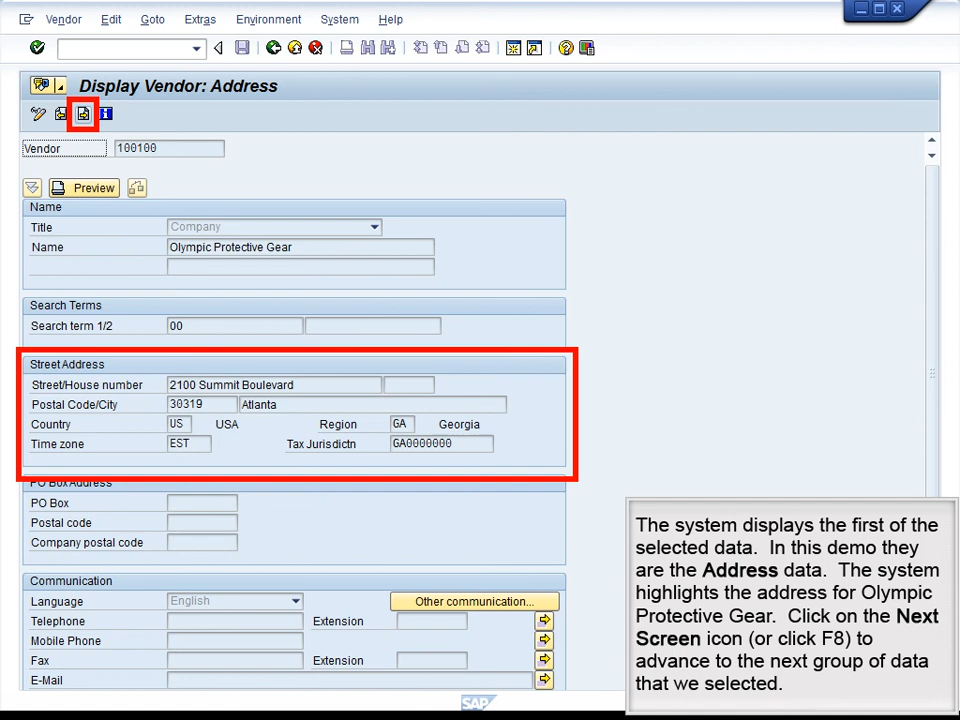 Vendor Edit Goto Extras Environment System Help
Display Vendor: Address
Vendor 100100
Preview
Name
Title Company
Name Olympic Protective Gear
Search Terms
Search term 1/2 00
Street Address
Street/House number 2100 Summit Boulevard
Postal Code/City 30319 Atlanta
Country US USA Region GA Georgia
Time zone EST Tax Jurisdictn GA0000000
PO Box Address
PO Box
Postal code
Company postal code
Communication
Language English Other communication...
Telephone Extension
Mobile Phone
Fax Extension
E-Mail
SAP
The system displays the first of the
selected data. In this demo they
are the Address data. The system
highlights the address for Olympic
Protective Gear. Click on the Next
Screen icon (or click F8) to
advance to the next group of data
that we selected.